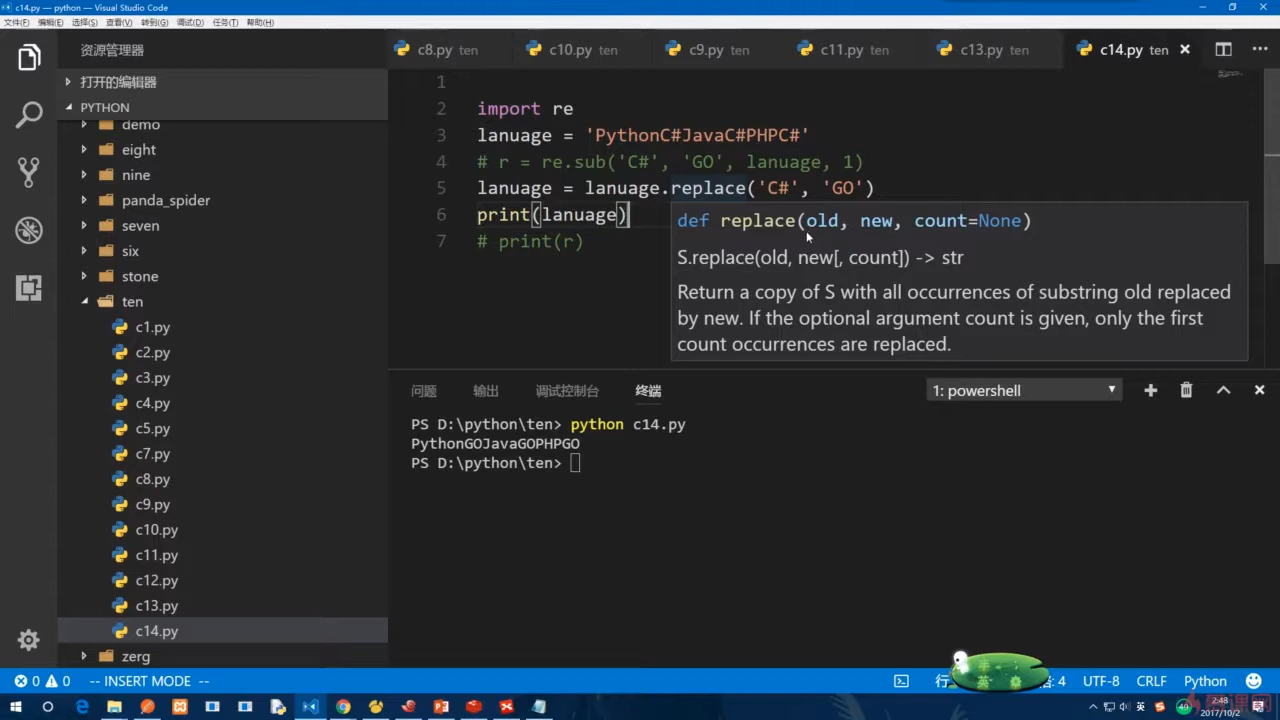 c14.py — python — Visual Studio Code
文件(F) 编辑(E) 选择(S) 查看(V) 转到(G) 调试(D) 任务(T) 帮助(H)
资源管理器
c8.py ten
c10.py ten
c9.py ten
c11.py ten
c13.py ten
c14.py ten
打开的编辑器
PYTHON
demo
eight
nine
panda_spider
seven
six
stone
ten
c1.py
c2.py
c3.py
c4.py
c5.py
c7.py
c8.py
c9.py
c10.py
c11.py
c12.py
c13.py
c14.py
zerg
1
2 import re
3 lanuage = 'PythonC#JavaC#PHPC#'
4 # r = re.sub('C#', 'GO', lanuage, 1)
5 lanuage = lanuage.replace('C#', 'GO')
6 print(lanuage)
7 # print(r)
def replace(old, new, count=None)
S.replace(old, new[, count]) -> str
Return a copy of S with all occurrences of substring old replaced
by new. If the optional argument count is given, only the first
count occurrences are replaced.
问题 输出 调试控制台 终端 1: powershell
PS D:\python\ten> python c14.py
PythonGOJavaGOPHPGO
PS D:\python\ten>
0 0 -- INSERT MODE -- 行 4 UTF-8 CRLF Python
英 2:48
2017/10/2